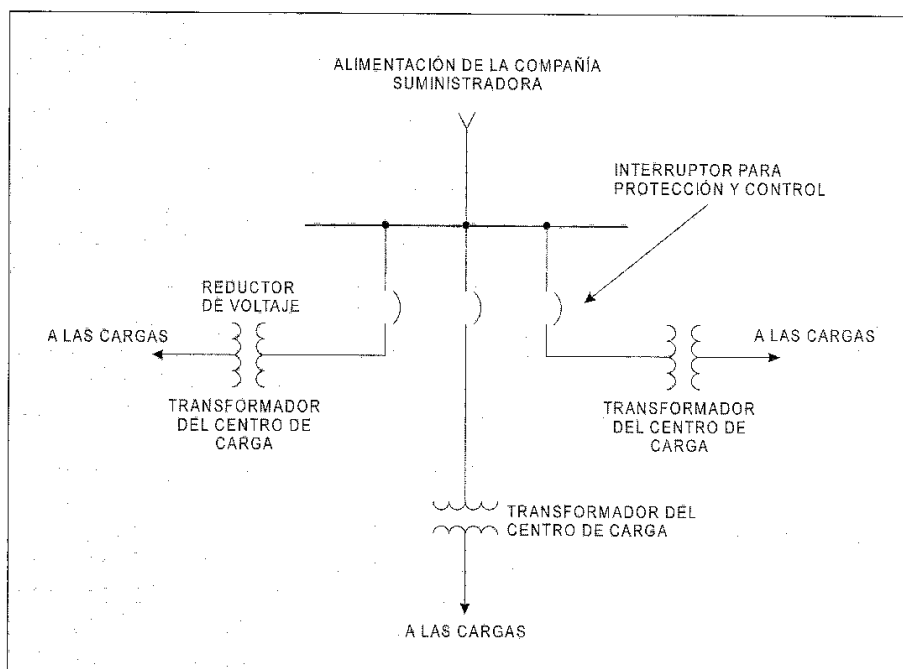 ALIMENTACIÓN DE LA COMPAÑÍA
SUMINISTRADORA
INTERRUPTOR PARA
PROTECCIÓN Y CONTROL
REDUCTOR
DE VOLTAJE
A LAS CARGAS
A LAS CARGAS
TRANSFORMADOR
DEL CENTRO DE
CARGA
TRANSFORMADOR
DEL CENTRO DE
CARGA
TRANSFORMADOR DEL
CENTRO DE CARGA
A LAS CARGAS